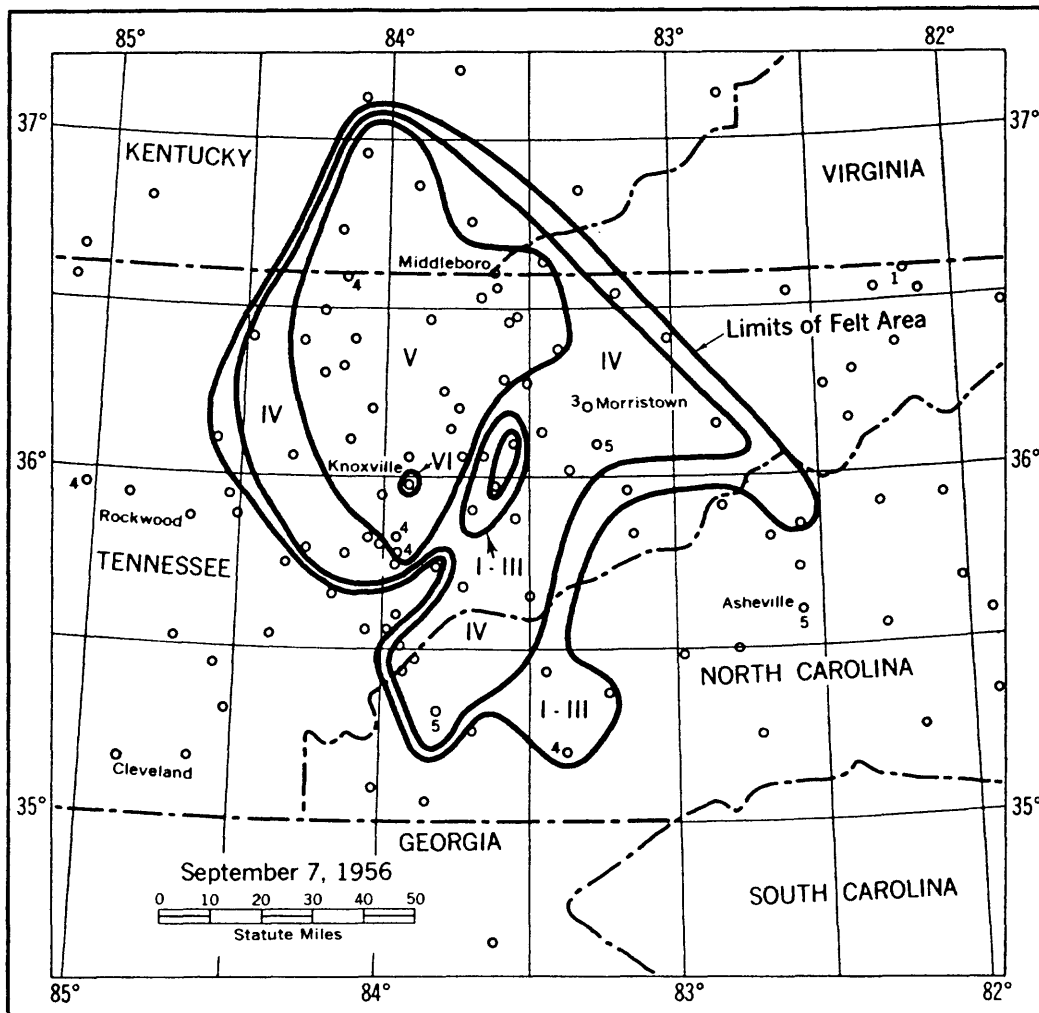 85° 84° 83° 82°
37° 37°
KENTUCKY
VIRGINIA
Middleboro
4
1
Limits of Felt Area
V
IV
IV
3 Morristown
5
Knoxville
VI
36° 36°
4
Rockwood
4
4
TENNESSEE
I - III
Asheville
5
IV
NORTH CAROLINA
I - III
5
4
Cleveland
35° 35°
GEORGIA
September 7, 1956
0 10 20 30 40 50
Statute Miles
SOUTH CAROLINA
85° 84° 83° 82°